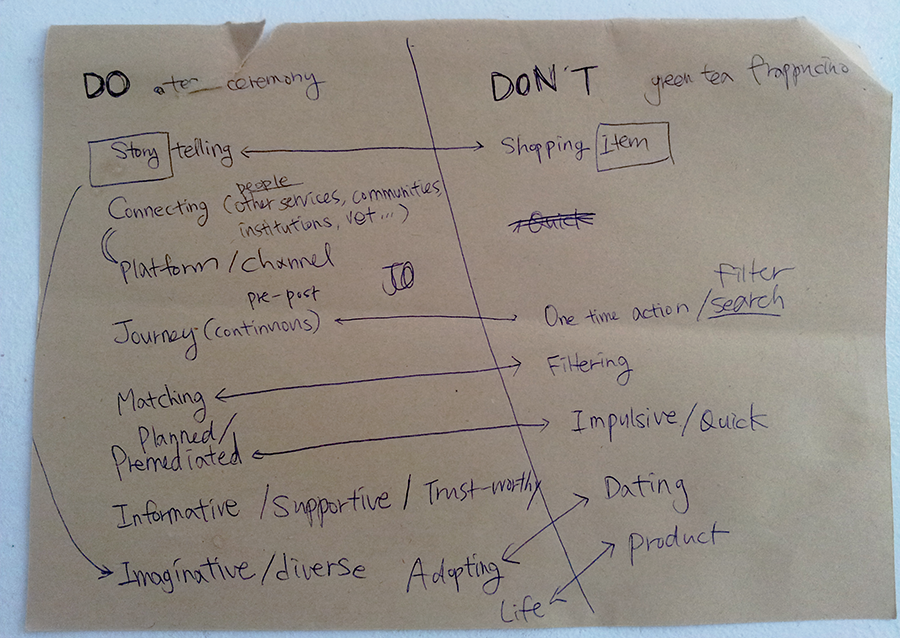 DO ceremony
Story telling
people
Connecting (other services, communities,
institutions, vet...)
Platform / channel
pre-post
Journey (continuous)
Matching
Planned/
Premediated
Informative / Supportive / Trust-worthy
Imaginative / diverse
Adopting
Life
DON'T green tea frappucino
Shopping Item
Quick
Filter
One time action / search
Filtering
Impulsive / Quick
Dating
product